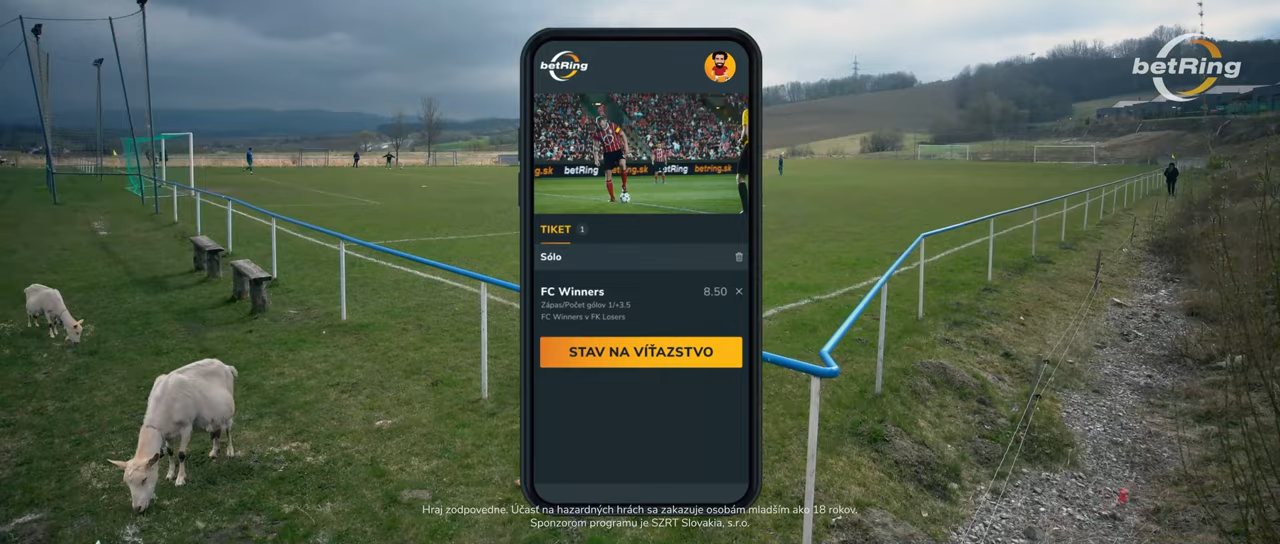 betRing
betRing
g.sk betRing etRing betring.sk
TIKET 1
Sólo
FC Winners 8.50 ×
Zápas/Počet gólov 1/+3.5
FC Winners v FK Losers
STAV NA VÍŤAZSTVO
Hraj zodpovedne. Účasť na hazardných hrách sa zakazuje osobám mladším ako 18 rokov.
Sponzorom programu je SZRT Slovakia, s.r.o.